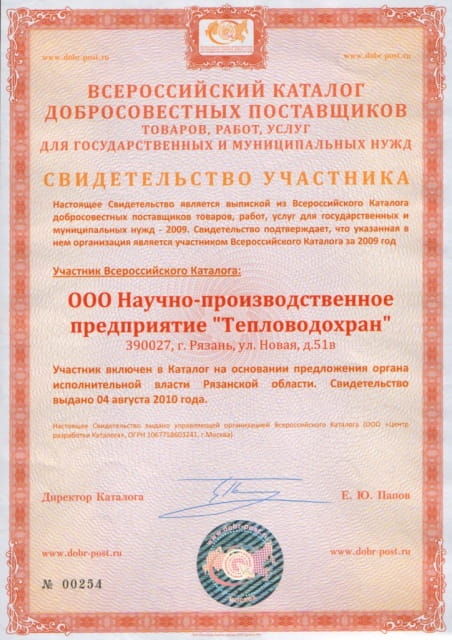 www.dobr-post.ru
www.dobr-post.ru
ВСЕРОССИЙСКИЙ КАТАЛОГ
ДОБРОСОВЕСТНЫХ ПОСТАВЩИКОВ
ТОВАРОВ, РАБОТ, УСЛУГ
ДЛЯ ГОСУДАРСТВЕННЫХ И МУНИЦИПАЛЬНЫХ НУЖД
СВИДЕТЕЛЬСТВО УЧАСТНИКА
Настоящее Свидетельство является выпиской из Всероссийского Каталога
добросовестных поставщиков товаров, работ, услуг для государственных и
муниципальных нужд - 2009. Свидетельство подтверждает, что указанная в
нем организация является участником Всероссийского Каталога за 2009 год
Участник Всероссийского Каталога:
ООО Научно-производственное
предприятие "Тепловодохран"
390027, г. Рязань, ул. Новая, д.51в
Участник включен в Каталог на основании предложения органа
исполнительной власти Рязанской области. Свидетельство
выдано 04 августа 2010 года.
Настоящее Свидетельство выдано управляющей организацией Всероссийского Каталога (ООО «Центр
разработки Каталога», ОГРН 1067758603241, г.Москва)
Директор Каталога
Е. Ю. Папов
www.dobr-post.ru
www.dobr-post.ru
www.dobr-post.ru
№ 00254